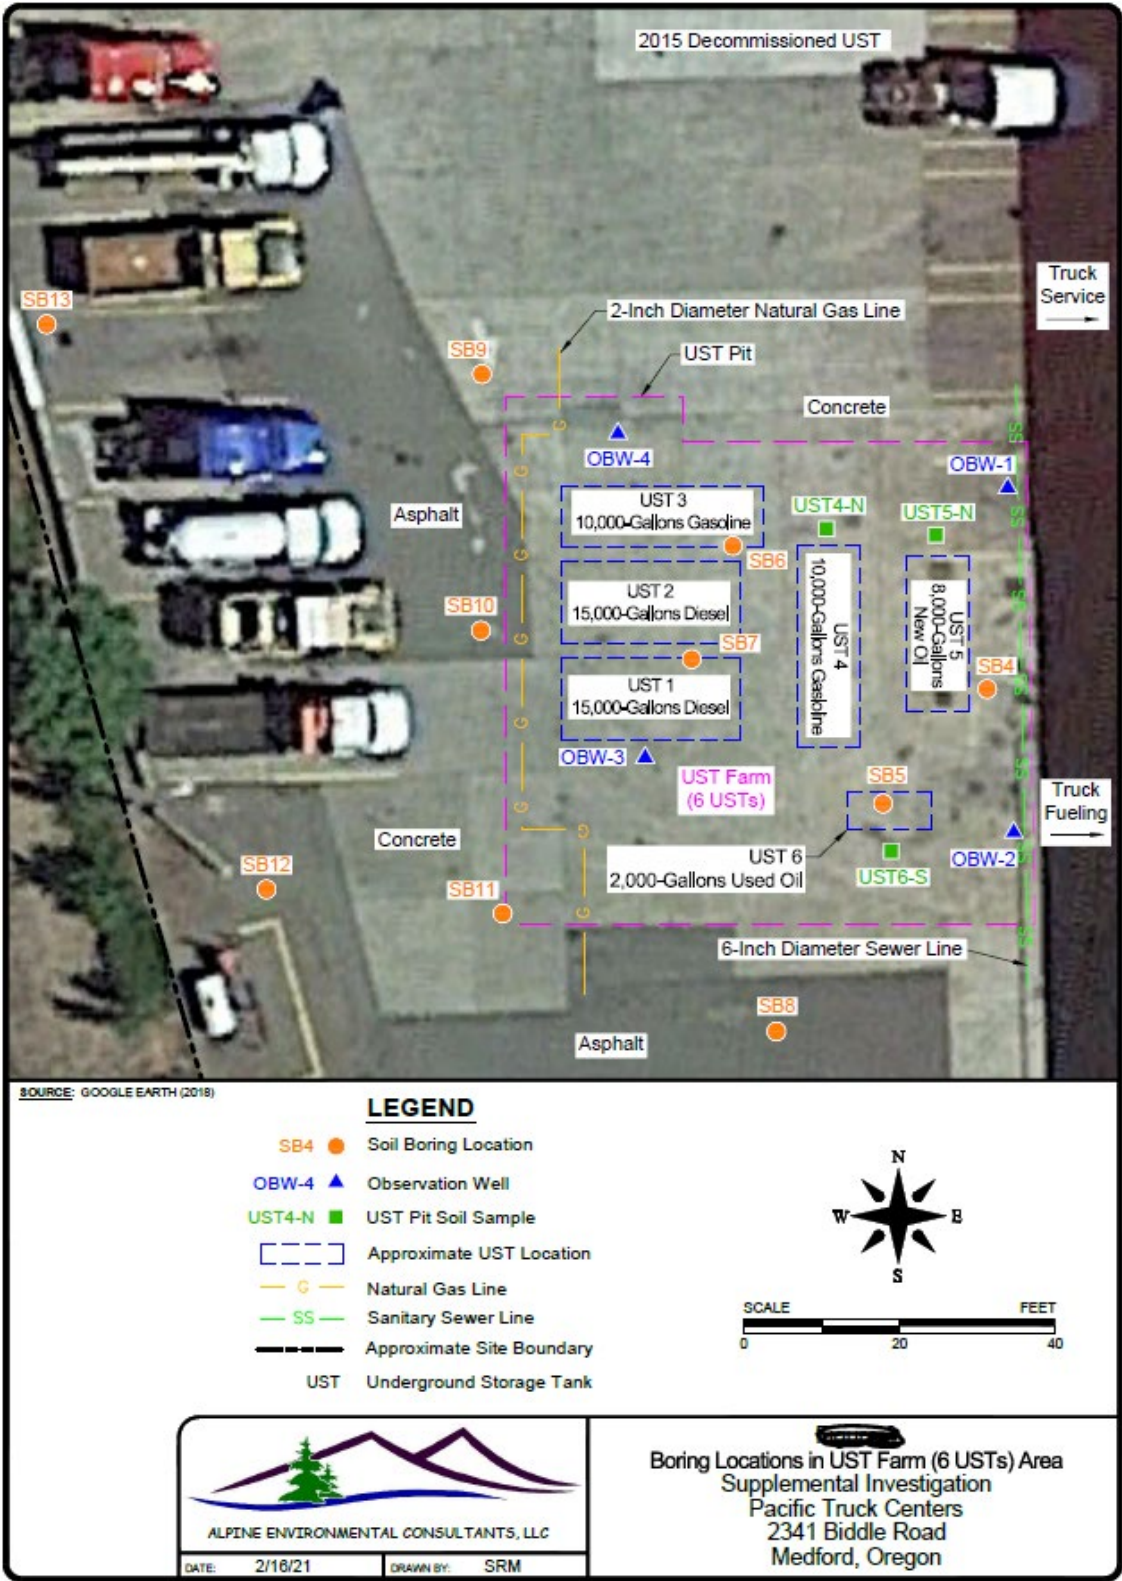 2015 Decommissioned UST
Truck
Service
SB13
2-Inch Diameter Natural Gas Line
SB9
UST Pit
Concrete
G
SS
OBW-4
OBW-1
G
UST 3
10,000-Gallons Gasoline
UST4-N
UST5-N
Asphalt
SS
SB6
G
UST 2
15,000-Gallons Diesel
UST 4
10,000-Gallons Gasoline
UST 5
8,000-Gallons
New Oil
SS
SB10
G
SB7
SB4
UST 1
15,000-Gallons Diesel
SS
G
OBW-3
UST Farm
(6 USTs)
SB5
SS
Truck
Fueling
G
G
Concrete
UST 6
2,000-Gallons Used Oil
OBW-2
SS
SB12
UST6-S
SB11
G
SS
6-Inch Diameter Sewer Line
SB8
Asphalt
SOURCE: GOOGLE EARTH (2018)
LEGEND
SB4 Soil Boring Location
OBW-4 Observation Well
UST4-N UST Pit Soil Sample
Approximate UST Location
G Natural Gas Line
SS Sanitary Sewer Line
Approximate Site Boundary
UST Underground Storage Tank
N
W E
S
SCALE FEET
0 20 40
ALPINE ENVIRONMENTAL CONSULTANTS, LLC
DATE: 2/16/21 DRAWN BY: SRM
Boring Locations in UST Farm (6 USTs) Area
Supplemental Investigation
Pacific Truck Centers
2341 Biddle Road
Medford, Oregon